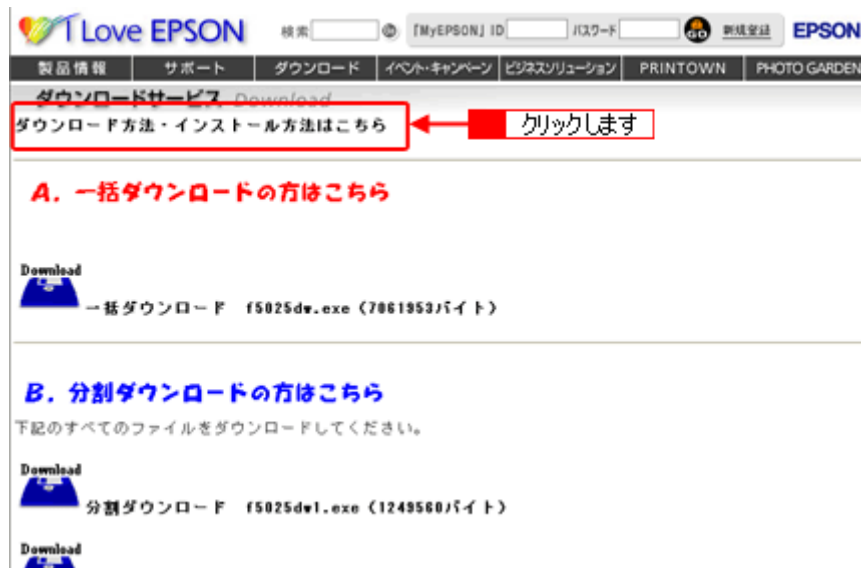 I Love EPSON 検索 「MyEPSON」 ID パスワード GO 新規登録 EPSON
製品情報 サポート ダウンロード イベント・キャンペーン ビジネスソリューション PRINTOWN PHOTO GARDEN
ダウンロードサービス Download
ダウンロード方法・インストール方法はこちら クリックします
A. 一括ダウンロードの方はこちら
Download
一括ダウンロード f5025dw.exe (7061953バイト)
B. 分割ダウンロードの方はこちら
下記のすべてのファイルをダウンロードしてください。
Download
分割ダウンロード f5025dw1.exe (1249560バイト)
Download